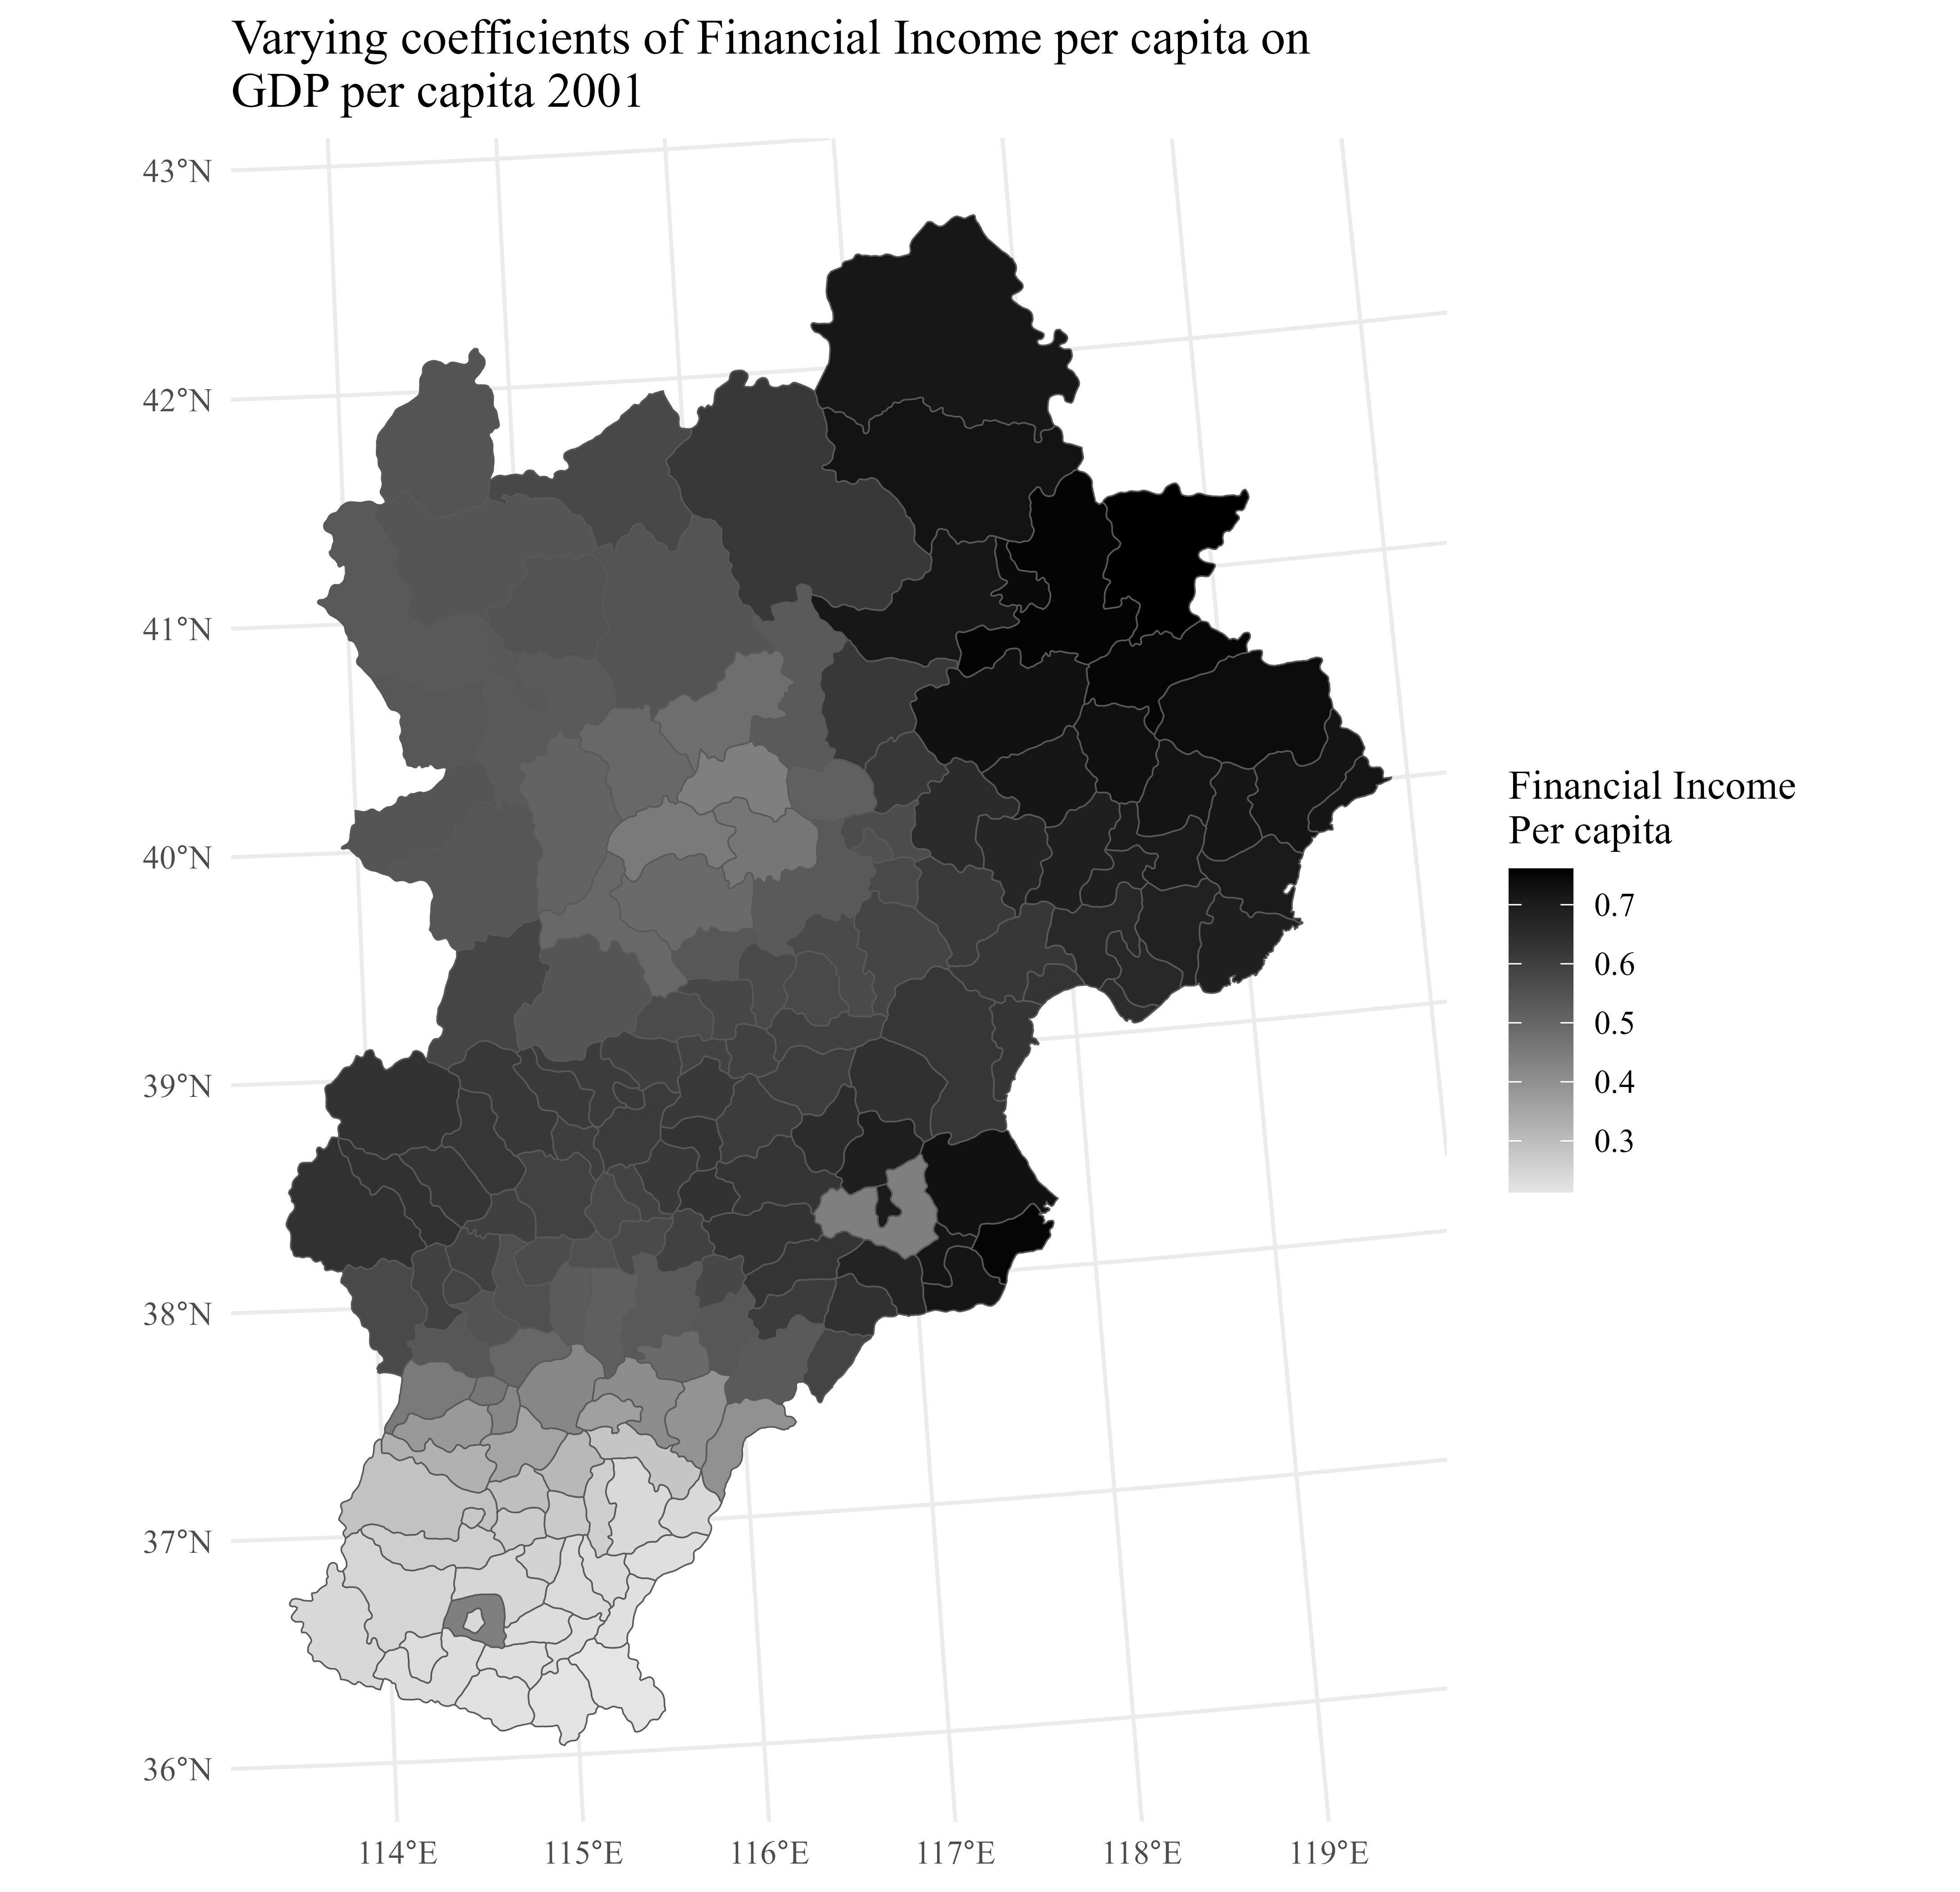 Varying coefficients of Financial Income per capita on
GDP per capita 2001
43°N
42°N
41°N
40°N
39°N
38°N
37°N
36°N
114°E
115°E
116°E
117°E
118°E
119°E
Financial Income
Per capita
0.7
0.6
0.5
0.4
0.3